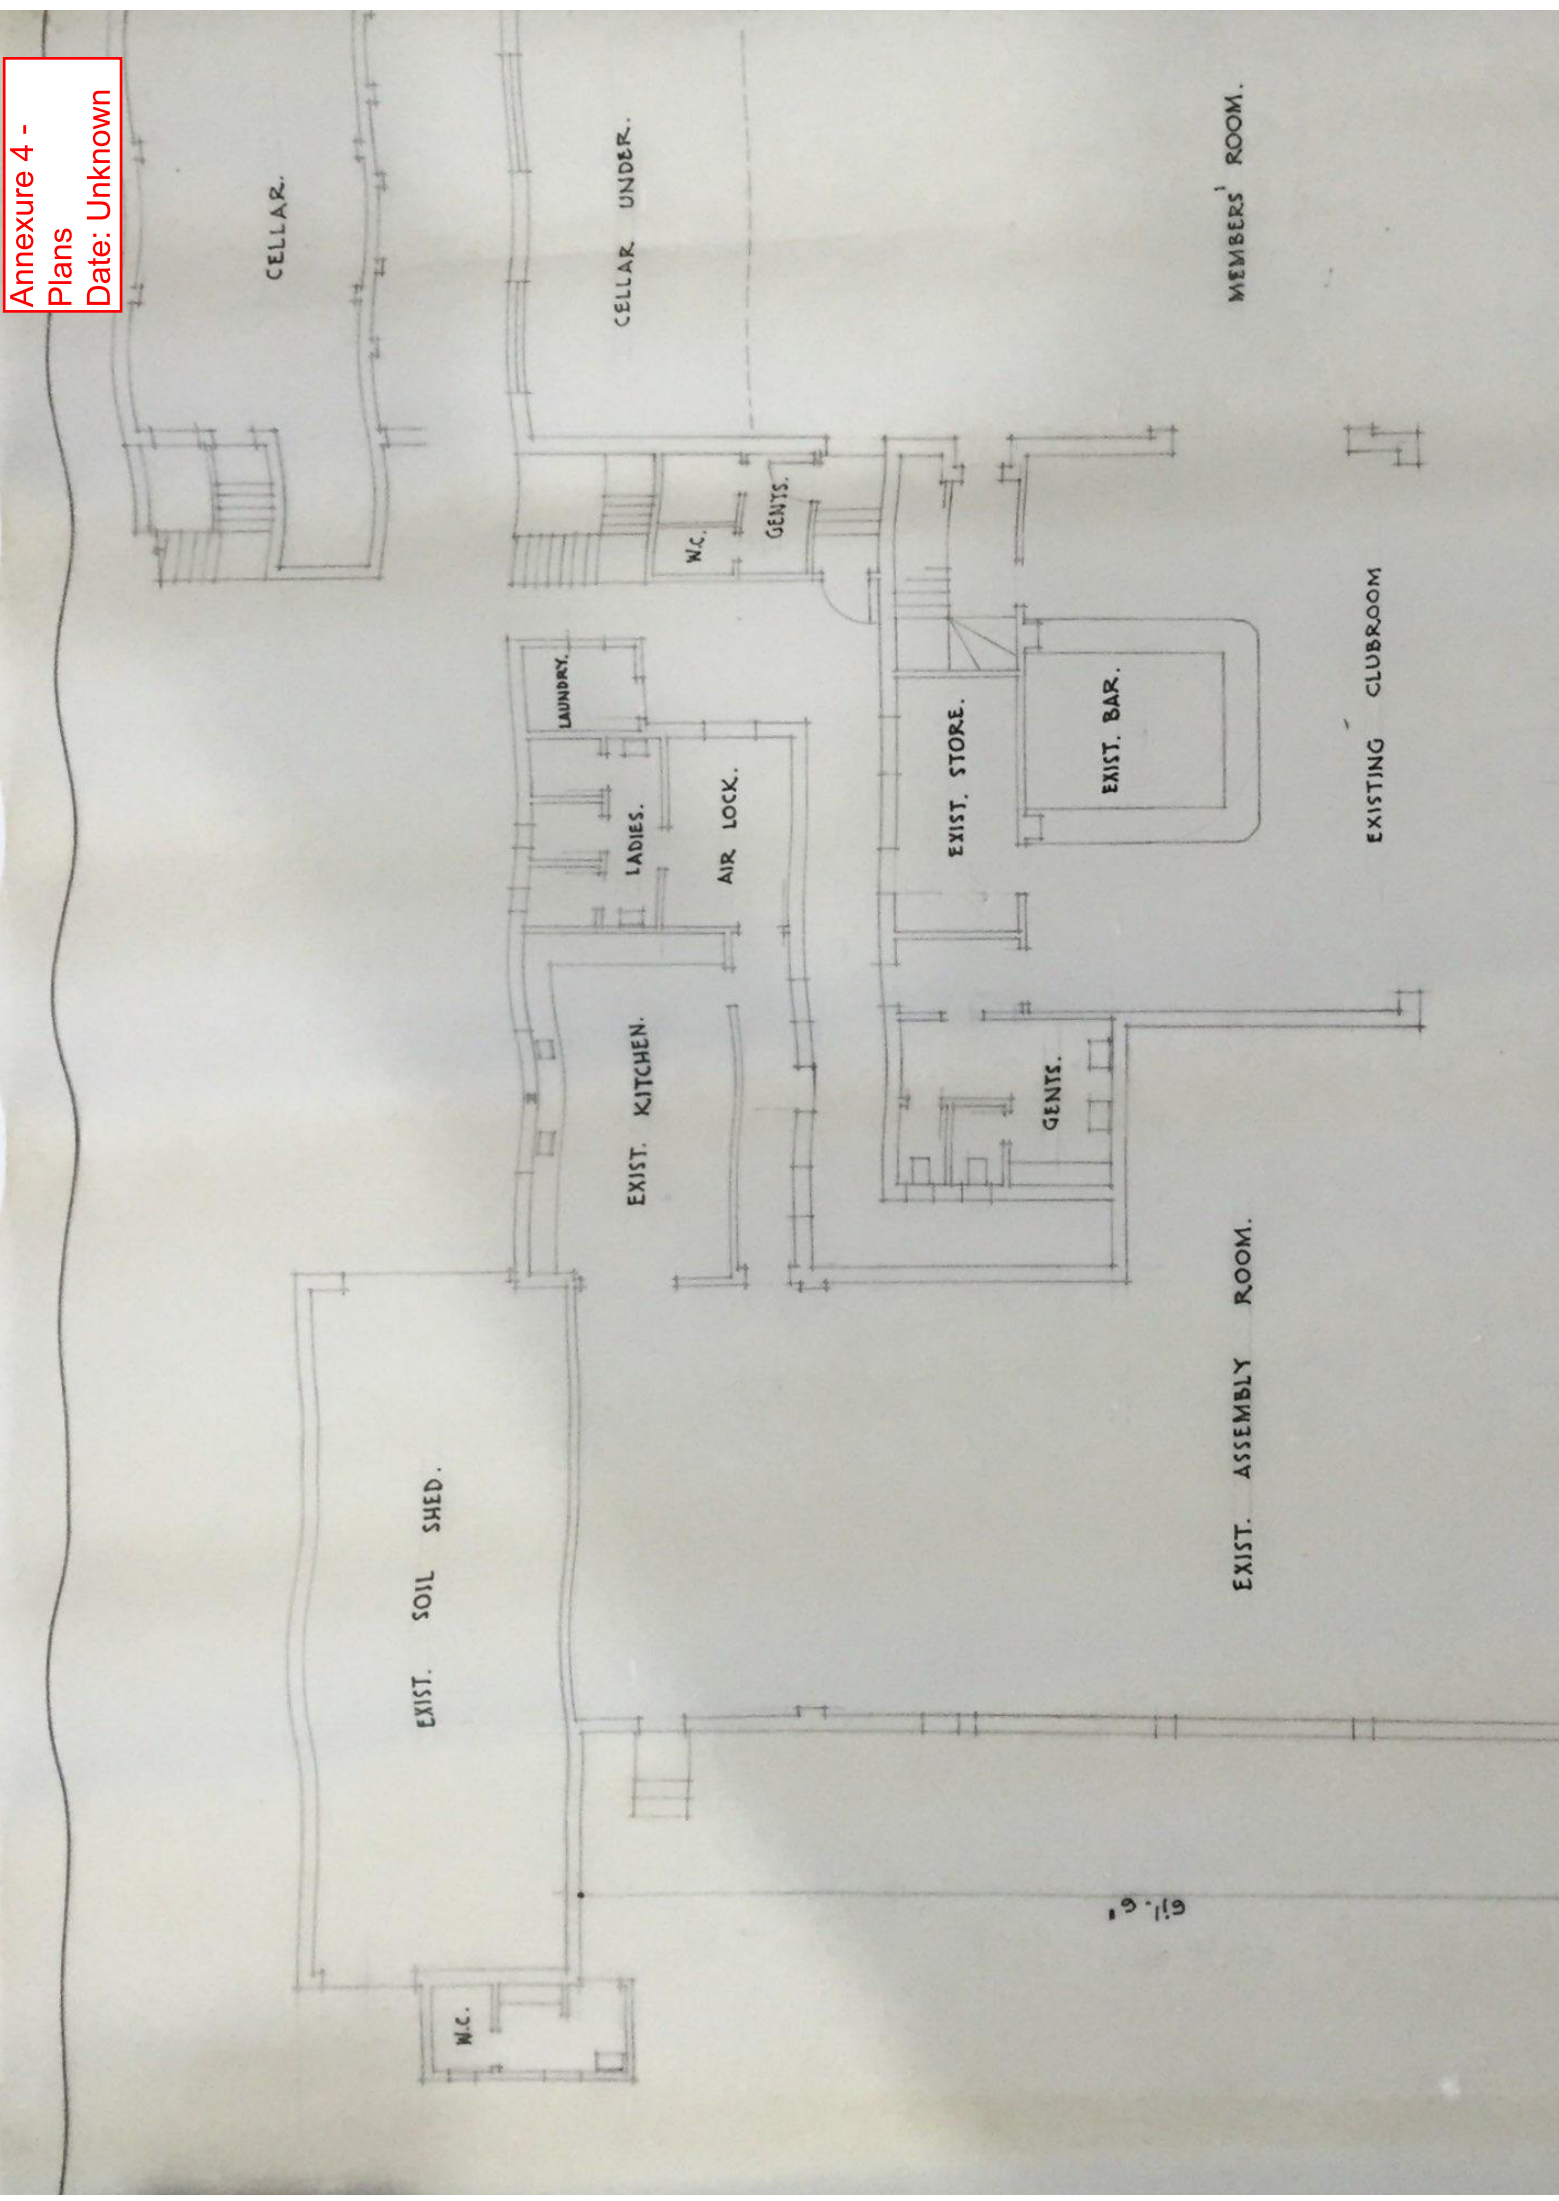 Annexure 4 -
Plans
Date: Unknown
CELLAR.
CELLAR UNDER.
MEMBERS' ROOM.
W.C.
GENTS.
LAUNDRY.
LADIES.
AIR LOCK.
EXIST. STORE.
EXIST. BAR.
EXISTING CLUBROOM
EXIST. KITCHEN.
GENTS.
EXIST. SOIL SHED.
EXIST. ASSEMBLY ROOM.
W.C.